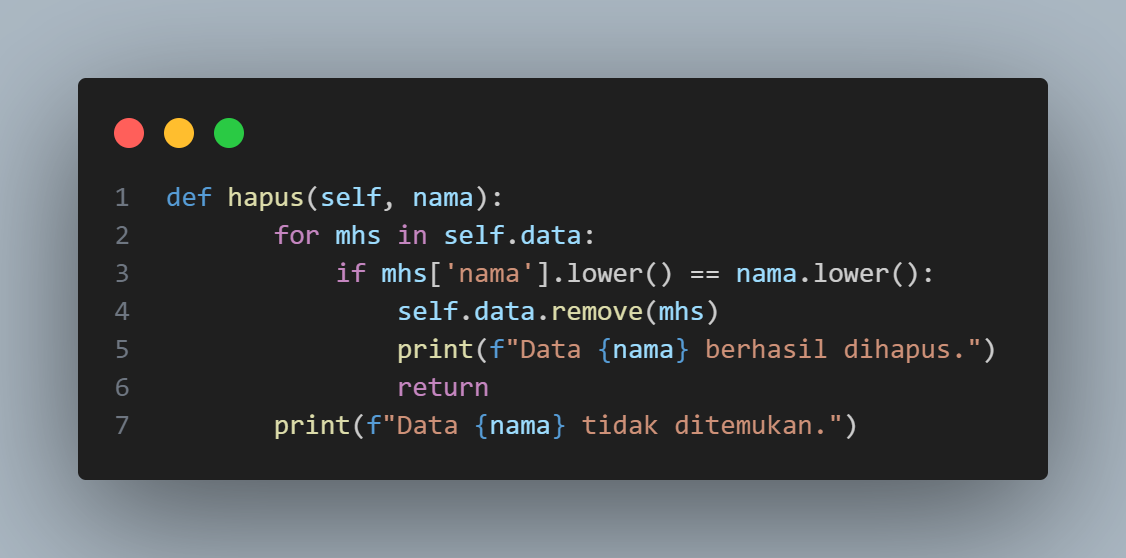 1 def hapus(self, nama):
2 for mhs in self.data:
3 if mhs['nama'].lower() == nama.lower():
4 self.data.remove(mhs)
5 print(f"Data {nama} berhasil dihapus.")
6 return
7 print(f"Data {nama} tidak ditemukan.")